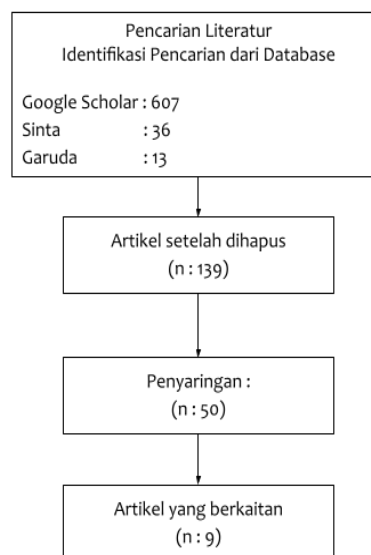 Pencarian Literatur
Identifikasi Pencarian dari Database
Google Scholar : 607
Sinta : 36
Garuda : 13
Artikel setelah dihapus
(n : 139)
Penyaringan :
(n : 50)
Artikel yang berkaitan
(n : 9)